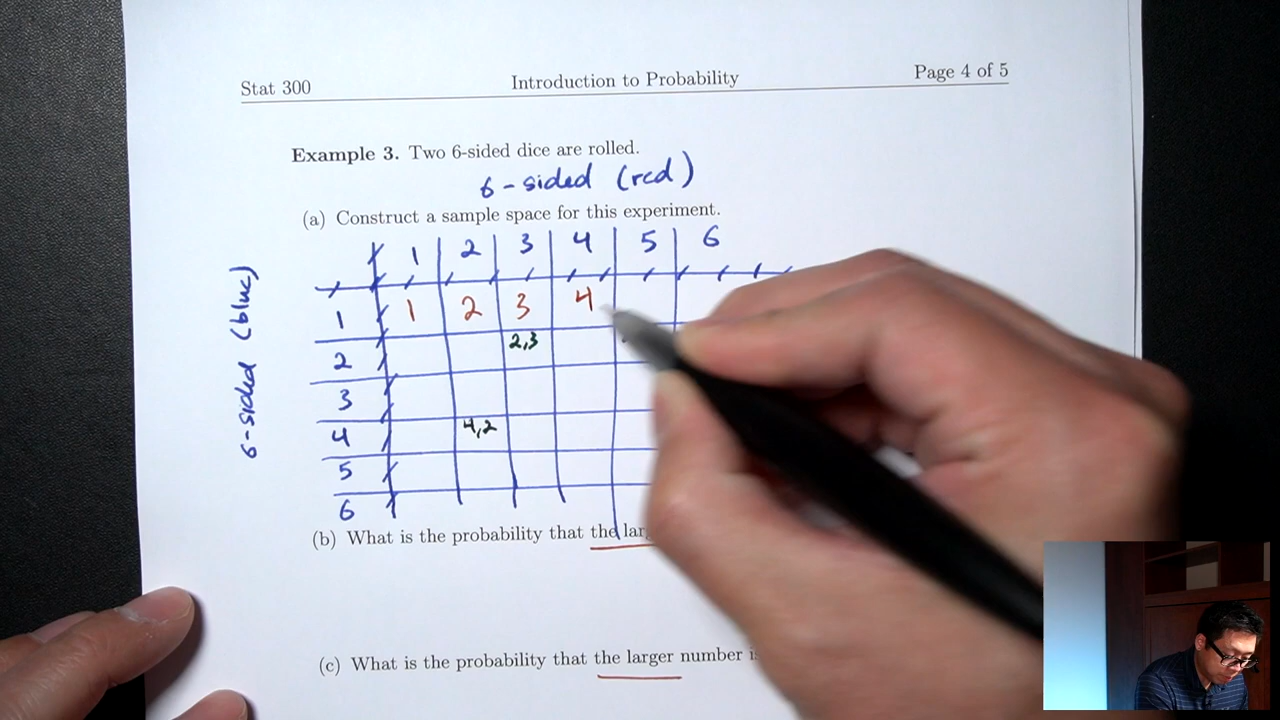 Stat 300 Introduction to Probability Page 4 of 5
Example 3. Two 6-sided dice are rolled.
6-sided (red)
(a) Construct a sample space for this experiment.
1 2 3 4 5 6
6-sided (blue)
1 1 2 3 4
2 2,3
3
4 4,2
5
6
(b) What is the probability that the
(c) What is the probability that the larger number